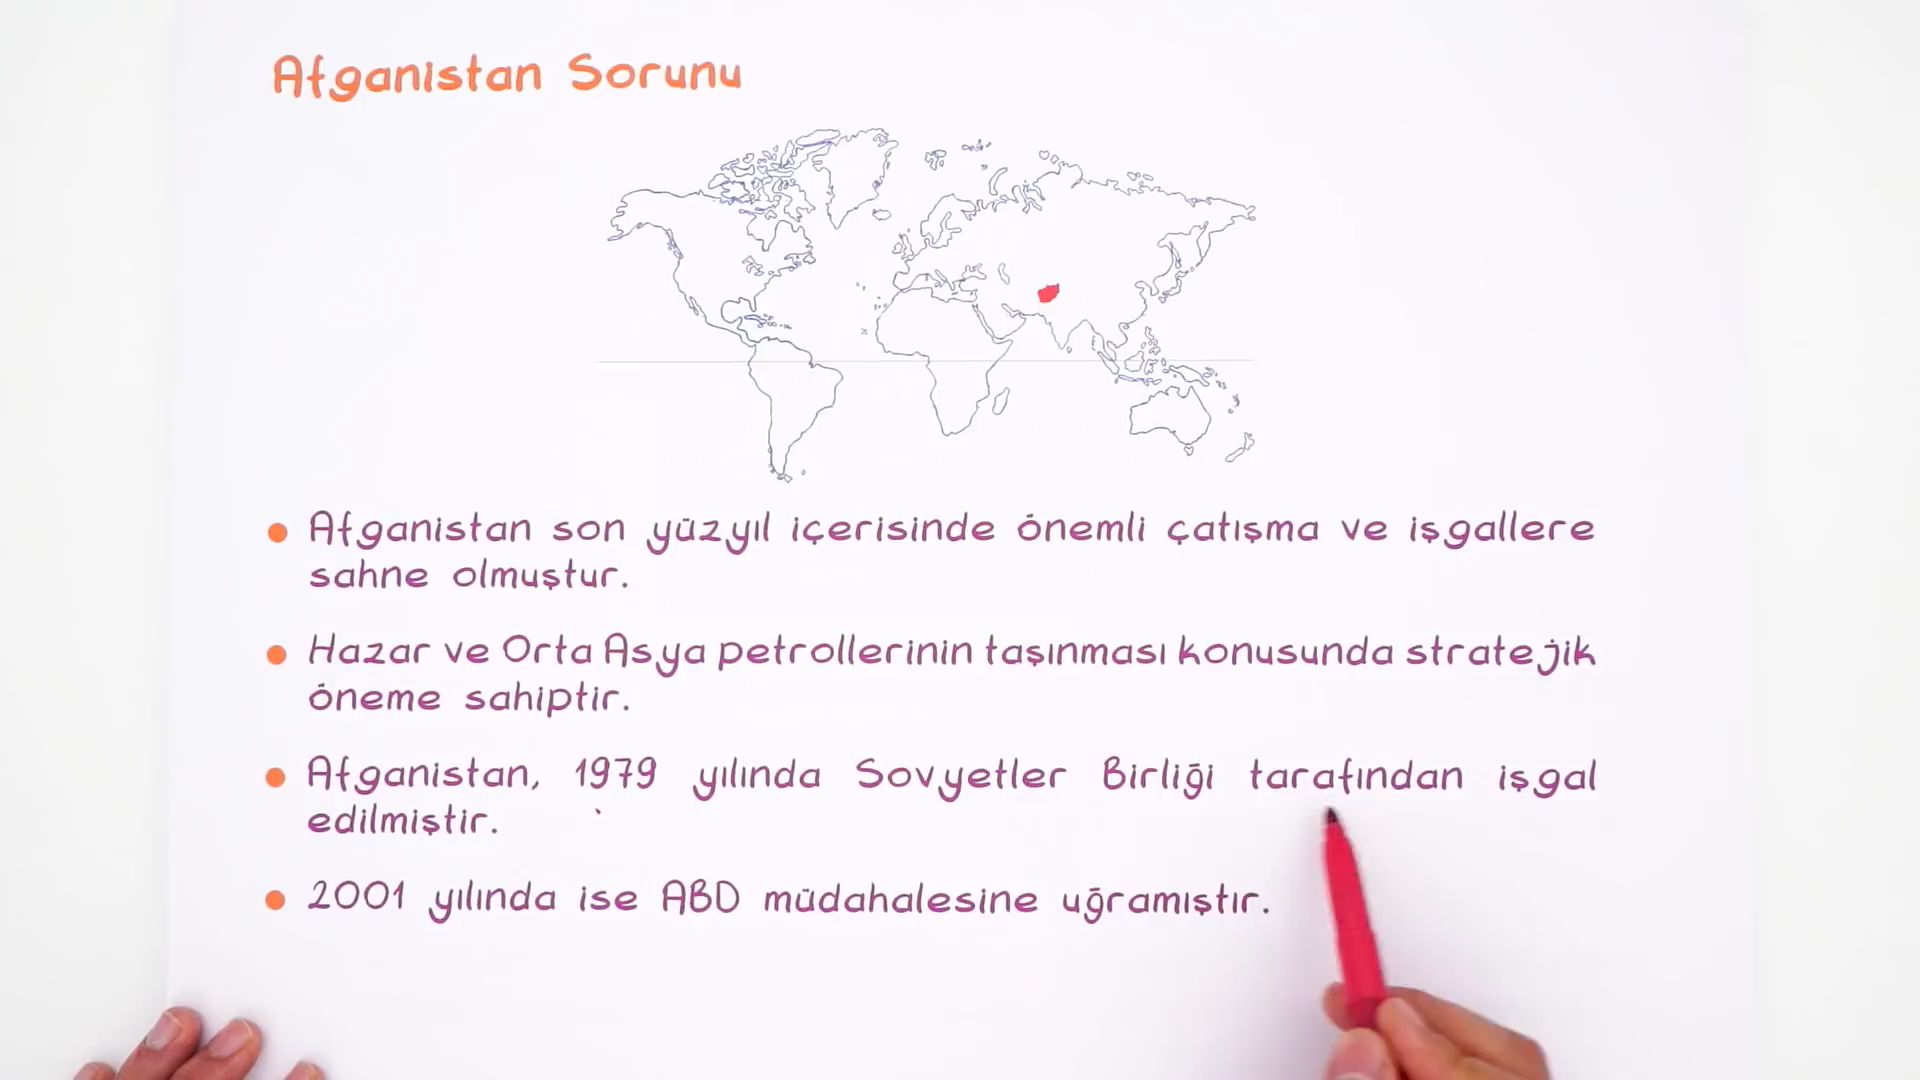 Afganistan Sorunu
Afganistan son yüzyıl içerisinde önemli çatışma ve işgallere
sahne olmuştur.
Hazar ve Orta Asya petrollerinin taşınması konusunda stratejik
öneme sahiptir.
Afganistan, 1979 yılında Sovyetler Birliği tarafından işgal
edilmiştir.
2001 yılında ise ABD müdahalesine uğramıştır.